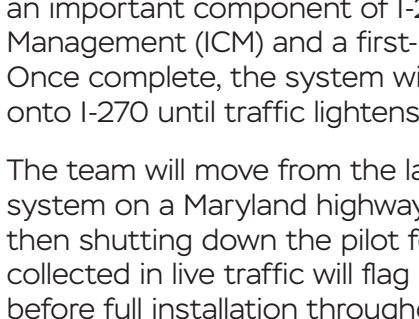 an important component of I-2
Management (ICM) and a first-
Once complete, the system wi
onto I-270 until traffic lightens
The team will move from the la
system on a Maryland highway
then shutting down the pilot f
collected in live traffic will flag
before full installation through